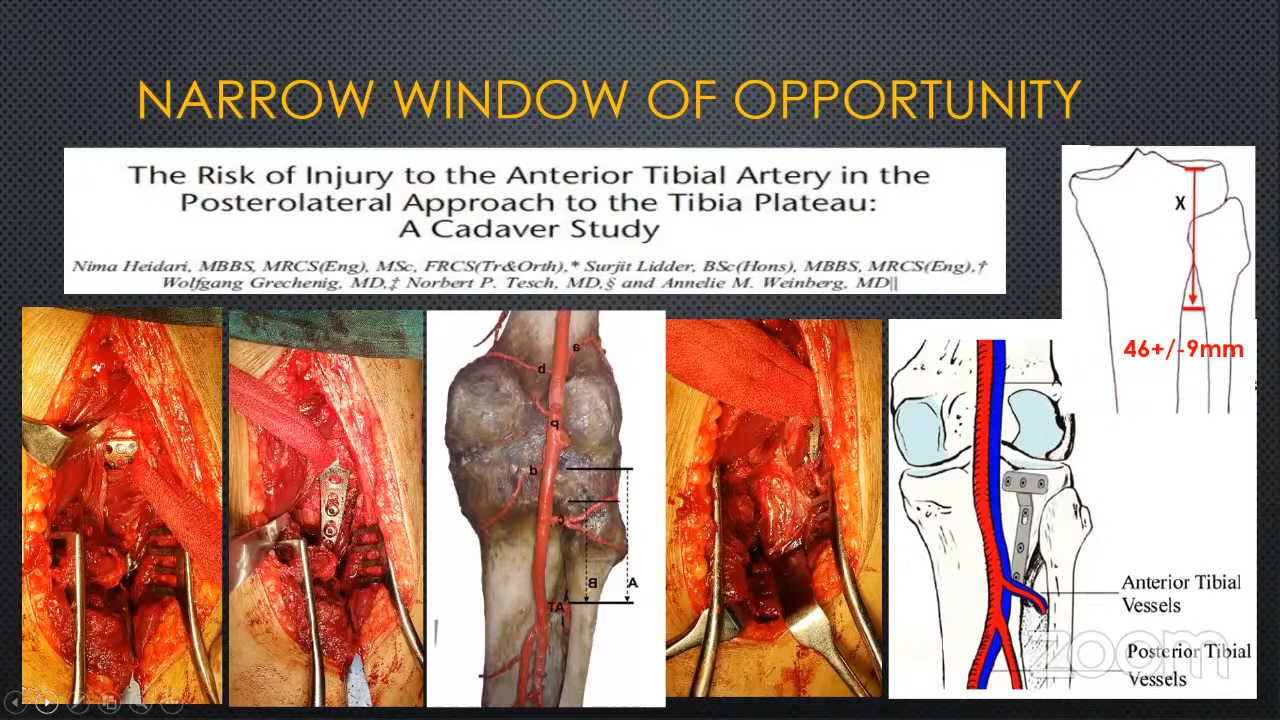 NARROW WINDOW OF OPPORTUNITY
The Risk of Injury to the Anterior Tibial Artery in the
Posterolateral Approach to the Tibia Plateau:
A Cadaver Study
Nima Heidari, MBBS, MRCS(Eng), MSc, FRCS(Tr&Orth),* Surjit Lidder, BSc(Hons), MBBS, MRCS(Eng),†
Wolfgang Grechenig, MD,‡ Norbert P. Tesch, MD,§ and Annelie M. Weinberg, MD||
X
46+/-9mm
a
b
P
b
c
B
A
TA
Anterior Tibial
Vessels
Posterior Tibial
Vessels
zoom